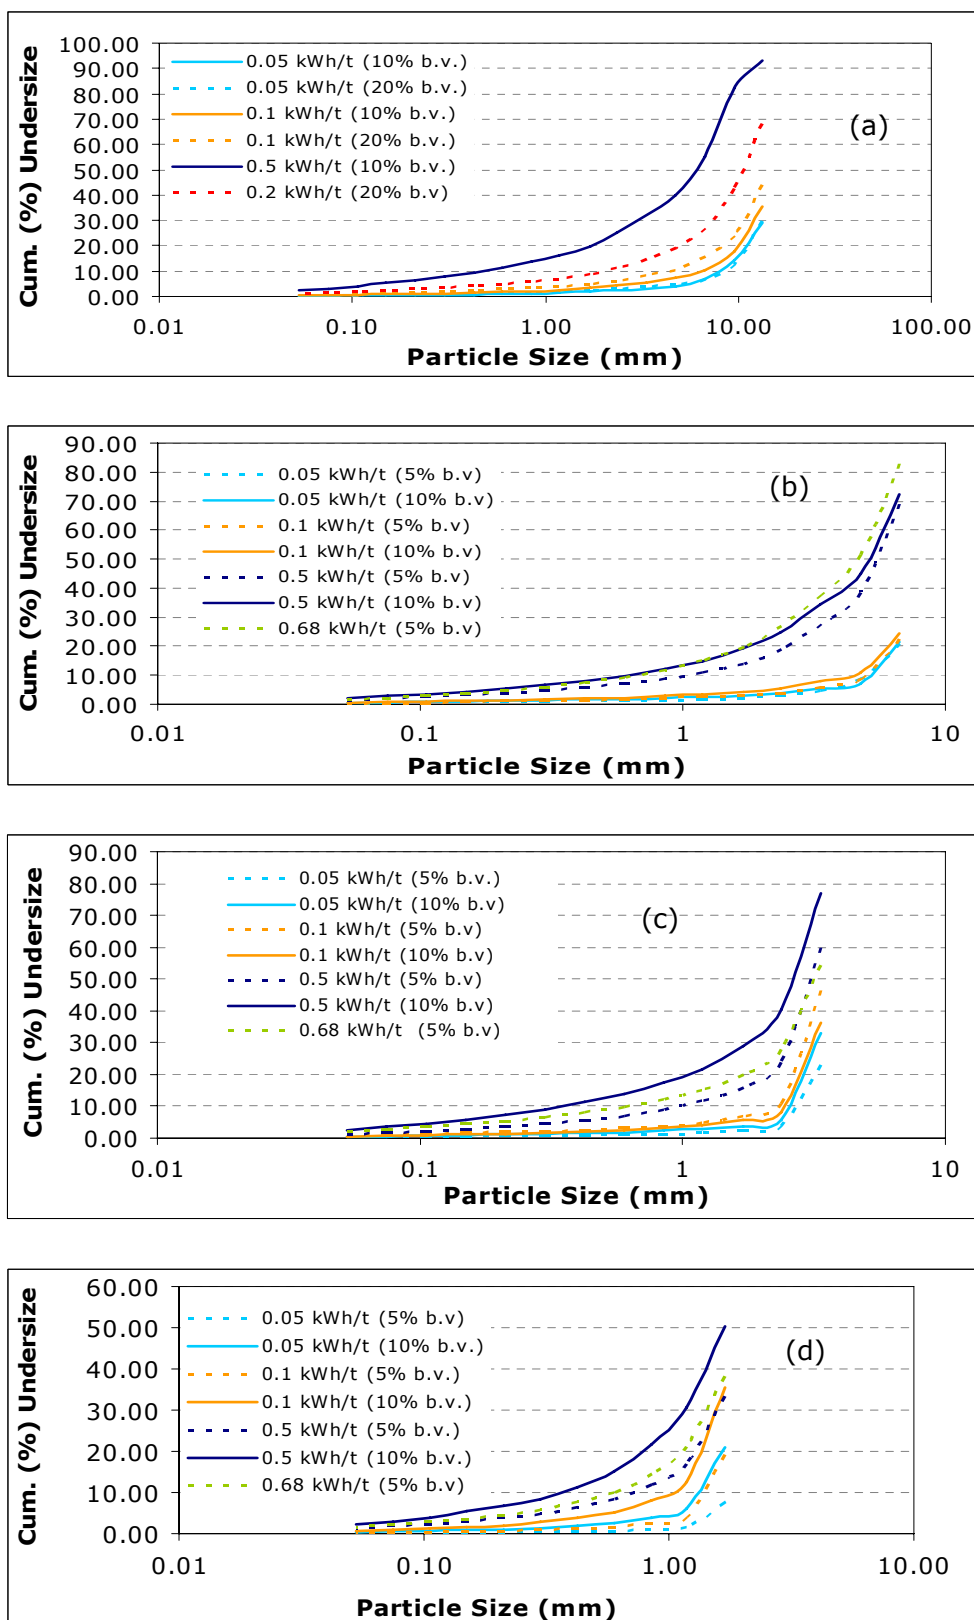 100.00
90.00
80.00
70.00
60.00
50.00
40.00
30.00
20.00
10.00
0.00
Cum. (%) Undersize
0.05 kWh/t (10% b.v.)
0.05 kWh/t (20% b.v.)
0.1 kWh/t (10% b.v.)
0.1 kWh/t (20% b.v.)
0.5 kWh/t (10% b.v.)
0.2 kWh/t (20% b.v)
(a)
0.01 0.10 1.00 10.00 100.00
Particle Size (mm)
90.00
80.00
70.00
60.00
50.00
40.00
30.00
20.00
10.00
0.00
Cum. (%) Undersize
0.05 kWh/t (5% b.v)
0.05 kWh/t (10% b.v)
0.1 kWh/t (5% b.v)
0.1 kWh/t (10% b.v)
0.5 kWh/t (5% b.v)
0.5 kWh/t (10% b.v)
0.68 kWh/t (5% b.v)
(b)
0.01 0.1 1 10
Particle Size (mm)
90.00
80.00
70.00
60.00
50.00
40.00
30.00
20.00
10.00
0.00
Cum. (%) Undersize
0.05 kWh/t (5% b.v.)
0.05 kWh/t (10% b.v)
0.1 kWh/t (5% b.v)
0.1 kWh/t (10% b.v)
0.5 kWh/t (5% b.v)
0.5 kWh/t (10% b.v)
0.68 kWh/t (5% b.v)
(c)
0.01 0.1 1 10
Particle Size (mm)
60.00
50.00
40.00
30.00
20.00
10.00
0.00
Cum. (%) Undersize
0.05 kWh/t (5% b.v)
0.05 kWh/t (10% b.v.)
0.1 kWh/t (5% b.v.)
0.1 kWh/t (10% b.v.)
0.5 kWh/t (5% b.v.)
0.5 kWh/t (10% b.v.)
0.68 kWh/t (5% b.v)
(d)
0.01 0.10 1.00 10.00
Particle Size (mm)